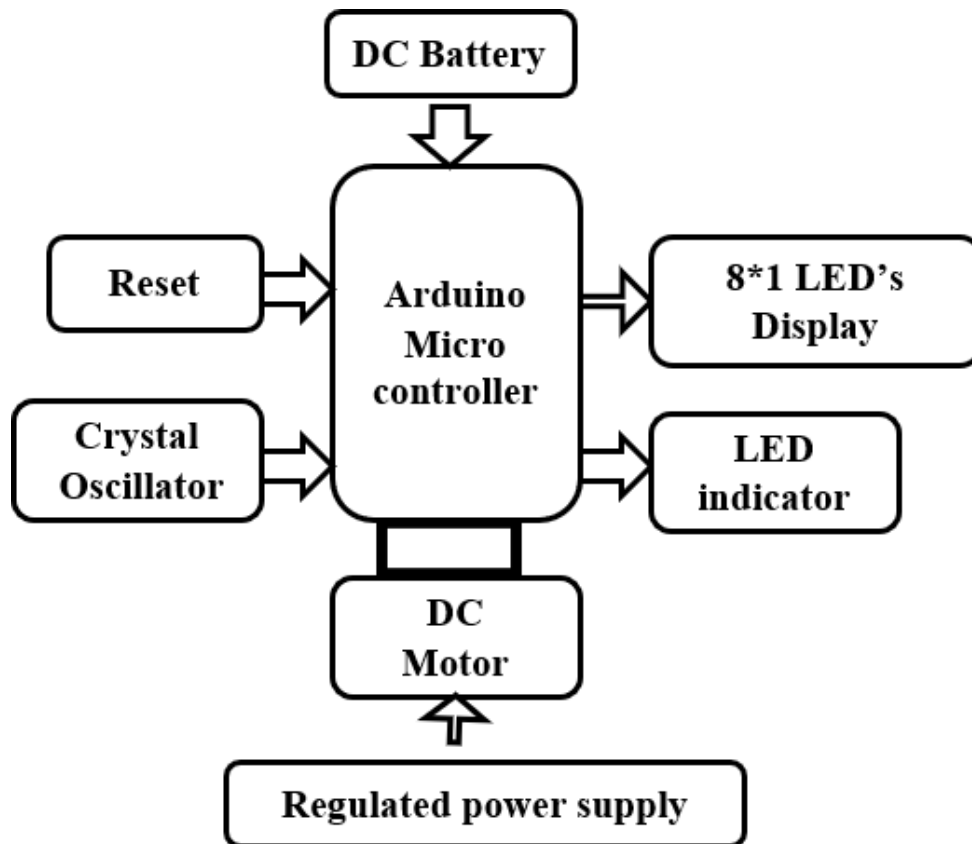 DC Battery
Reset
Arduino
Micro
controller
8*1 LED’s
Display
Crystal
Oscillator
LED
indicator
DC
Motor
Regulated power supply